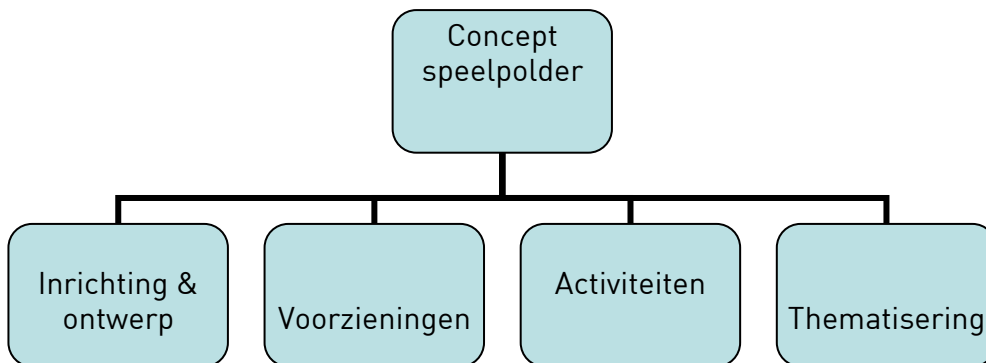 Concept
speelpolder
Inrichting &
ontwerp
Voorzieningen
Activiteiten
Thematisering